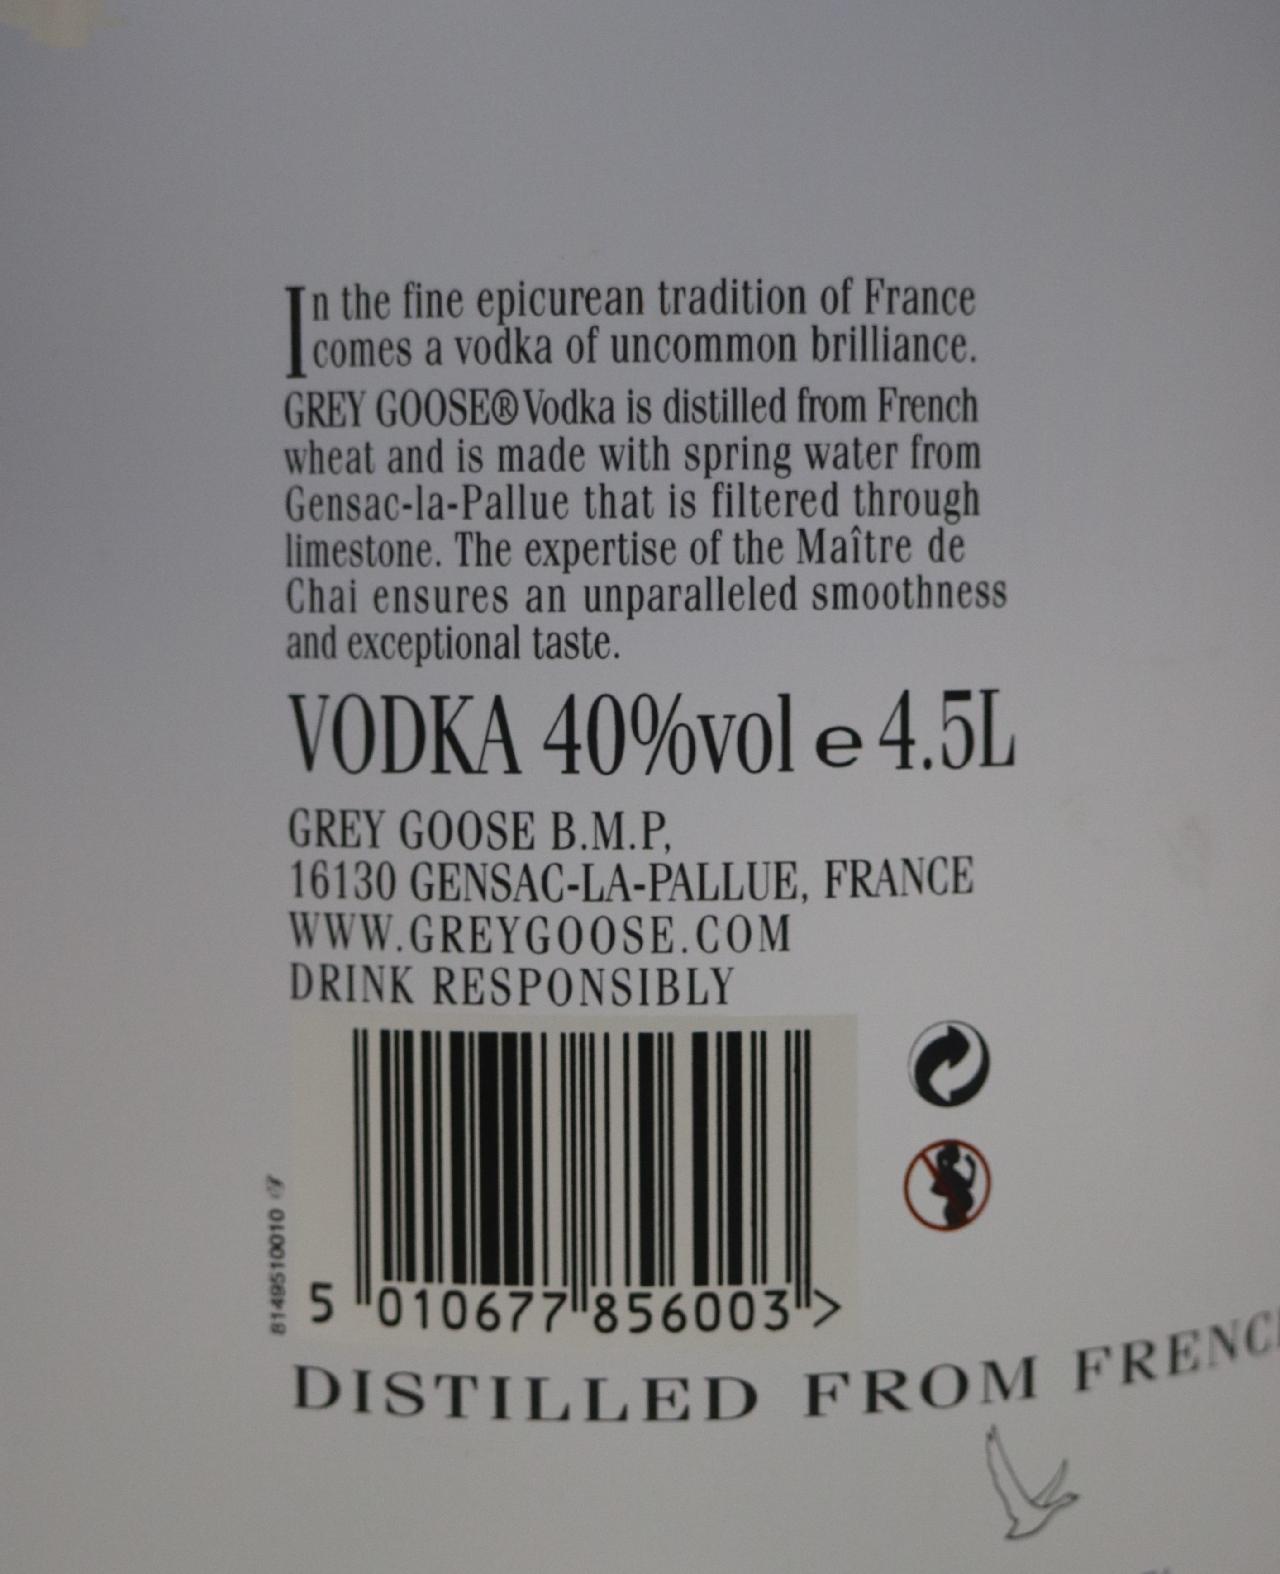 In the fine epicurean tradition of France
comes a vodka of uncommon brilliance.
GREY GOOSE® Vodka is distilled from French
wheat and is made with spring water from
Gensac-la-Pallue that is filtered through
limestone. The expertise of the Maître de
Chai ensures an unparalleled smoothness
and exceptional taste.
VODKA 40%vol e 4.5L
GREY GOOSE B.M.P,
16130 GENSAC-LA-PALLUE, FRANCE
WWW.GREYGOOSE.COM
DRINK RESPONSIBLY
8149510010
5 010677 856003 >
DISTILLED FROM FRENC